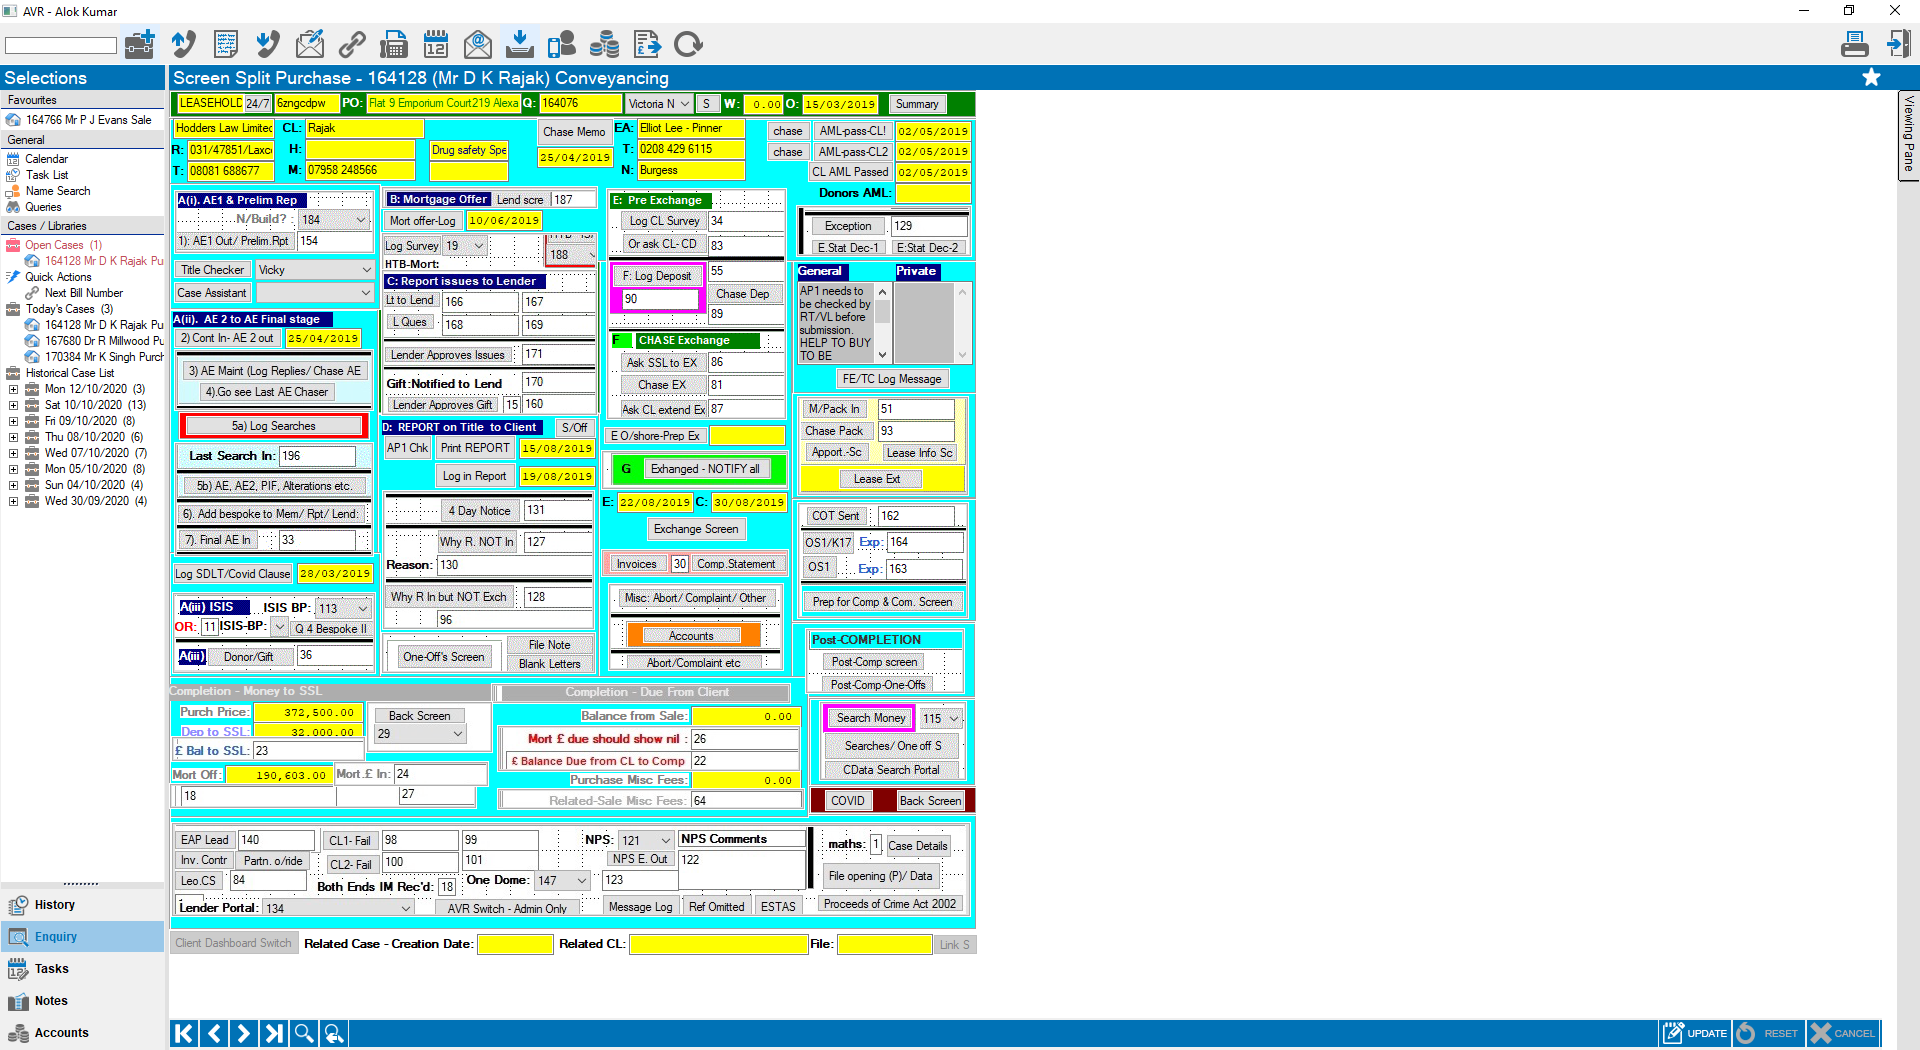 AVR - Alok Kumar
Selections
Screen Split Purchase - 164128 (Mr D K Rajak) Conveyancing
Favourites
164766 Mr P J Evans Sale
General
Calendar
Task List
Name Search
Queries
Cases / Libraries
Open Cases (1)
164128 Mr D K Rajak Pu
Quick Actions
Next Bill Number
Today's Cases (3)
164128 Mr D K Rajak Pu
167680 Dr R Millwood Pu
170384 Mr K Singh Purch
Historical Case List
Mon 12/10/2020 (3)
Sat 10/10/2020 (13)
Fri 09/10/2020 (8)
Thu 08/10/2020 (6)
Wed 07/10/2020 (7)
Mon 05/10/2020 (8)
Sun 04/10/2020 (4)
Wed 30/09/2020 (4)
History
Enquiry
Tasks
Notes
Accounts
LEASEHOLD 24/7 6zngcdpw PO: Flat 9 Emporium Court219 Alexa Q: 164076 Victoria N S W: 0.00 O: 15/03/2019 Summary
Hodders Law Limitec CL: Rajak Chase Memo EA: Elliot Lee - Pinner chase AML-pass-CL! 02/05/2019
R: 031/47851/Laxc H: Drug safety Spe 25/04/2019 T: 0208 429 6115 chase AML-pass-CL2 02/05/2019
T: 08081 688677 M: 07958 248566 N: Burgess CL AML Passed 02/05/2019
Donors AML:
A(i). AE1 & Prelim Rep
N/Build? : 184
1): AE1 Out/ Prelim.Rpt 154
Title Checker Vicky
Case Assistant
A(ii). AE 2 to AE Final stage
2) Cont In- AE 2 out 25/04/2019
3) AE Maint (Log Replies/ Chase AE
4).Go see Last AE Chaser
5a) Log Searches
Last Search In: 196
5b) AE, AE2, PIF, Alterations etc.
6). Add bespoke to Mem/ Rpt/ Lend:
7). Final AE In 33
Log SDLT/Covid Clause 28/03/2019
A(iii) ISIS ISIS BP: 113
OR: 11 ISIS-BP: Q 4 Bespoke II
A(iii) Donor/Gift 36
B: Mortgage Offer Lend scre 187
Mort offer-Log 10/06/2019
Log Survey 19
188
HTB-Mort:
C: Report issues to Lender
Lt to Lend 166 167
L Ques 168 169
Lender Approves Issues 171
Gift:Notified to Lend 170
Lender Approves Gift 15 160
D: REPORT on Title to Client S/Off
AP1 Chk Print REPORT 15/08/2019
Log in Report 19/08/2019
4 Day Notice 131
Why R. NOT In 127
Reason: 130
Why R In but NOT Exch 128
96
One-Off's Screen File Note
Blank Letters
E: Pre Exchange
Log CL Survey 34
Or ask CL- CD 83
F: Log Deposit 55
90 Chase Dep
89
F CHASE Exchange
Ask SSL to EX 86
Chase EX 81
Ask CL extend Ex 87
E O/shore-Prep Ex
G Exhanged - NOTIFY all
E: 22/08/2019 C: 30/08/2019
Exchange Screen
Invoices 30 Comp.Statement
Misc: Abort/ Complaint/ Other
Accounts
Abort/Complaint etc
Exception 129
E.Stat Dec-1 E:Stat Dec-2
General Private
AP1 needs to
be checked by
RT/VL before
submission.
HELP TO BUY
TO BE
FE/TC Log Message
M/Pack In 51
Chase Pack 93
Apport.-Sc Lease Info Sc
Lease Ext
COT Sent 162
OS1/K17 Exp: 164
OS1 Exp: 163
Prep for Comp & Com. Screen
Post-COMPLETION
Post-Comp screen
Post-Comp-One-Offs
Search Money 115
Searches/ One off S
CData Search Portal
COVID Back Screen
Completion - Money to SSL
Purch Price: 372,500.00
Dep to SSL: 32,000.00
£ Bal to SSL: 23
Mort Off: 190,603.00 Mort £ In: 24
18 27
Back Screen
29
Completion - Due From Client
Balance from Sale: 0.00
Mort £ due should show nil : 26
£ Balance Due from CL to Comp 22
Purchase Misc Fees: 0.00
Related-Sale Misc Fees: 64
EAP Lead 140 CL1- Fail 98 99 NPS: 121 NPS Comments maths: 1 Case Details
Inv. Contr Partn. o/ride CL2- Fail 100 101 NPS E. Out 122
Leo.CS 84 Both Ends IM Rec'd: 18 One Dome: 147 123 File opening (P)/ Data
Lender Portal: 134 AVR Switch - Admin Only Message Log Ref Omitted ESTAS Proceeds of Crime Act 2002
Client Dashboard Switch Related Case - Creation Date: Related CL: File: Link S
UPDATE RESET CANCEL
Viewing Pane